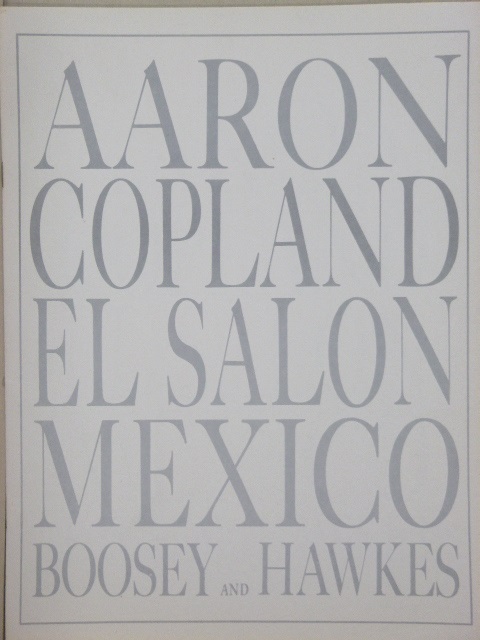 AARON
COPLAND
EL SALON
MEXICO
BOOSEY AND HAWKES